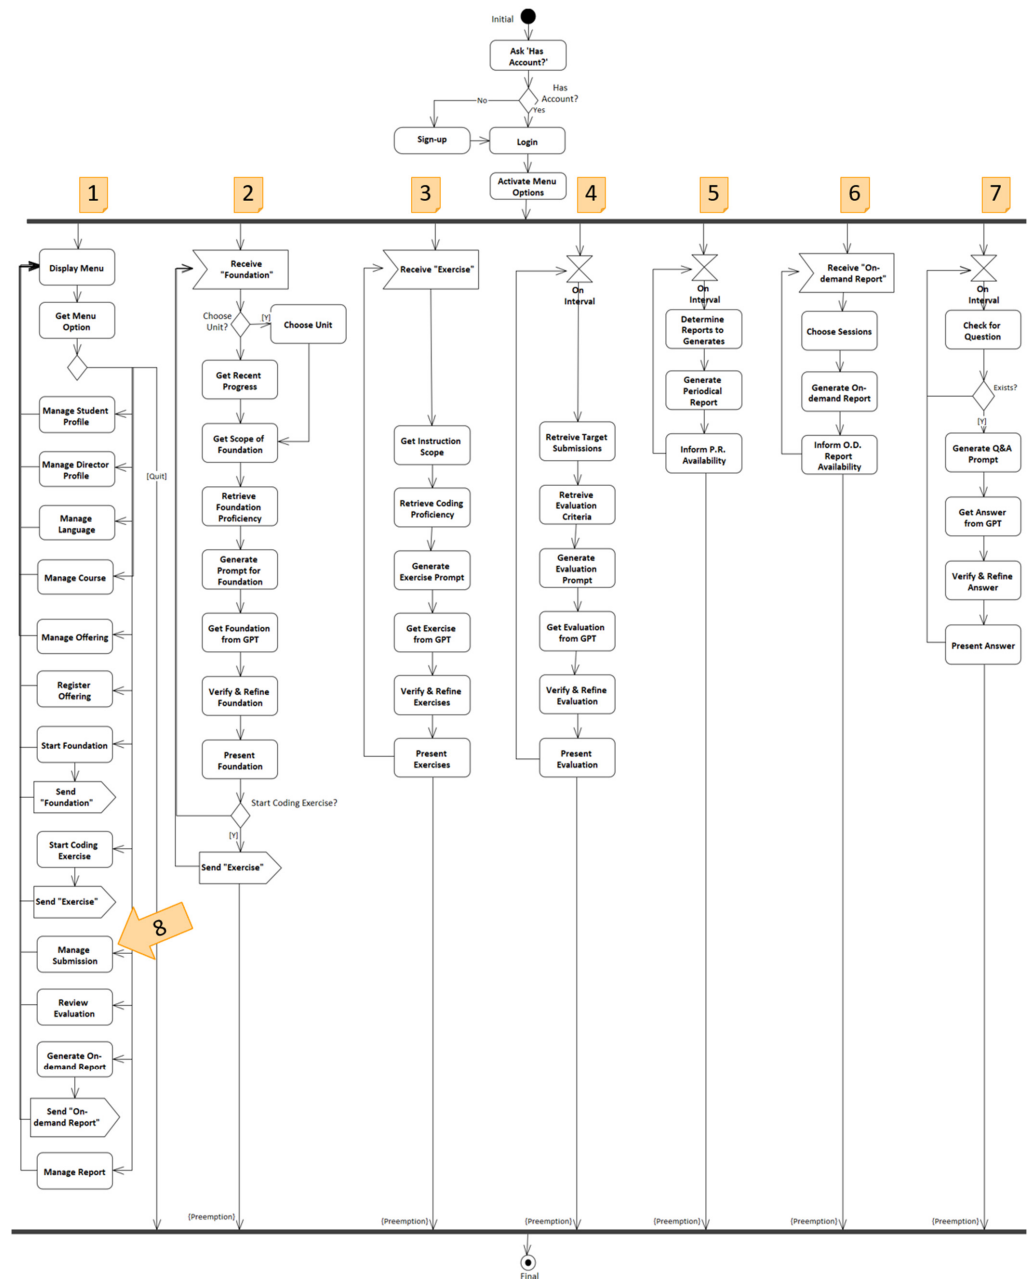 Initial
Ask 'Has
Account?'
Has
Account?
No
Yes
Sign-up
Login
Activate Menu
Options
1
2
3
4
5
6
7
Display Menu
Get Menu
Option
[Quit]
Manage Student
Profile
Manage Director
Profile
Manage
Language
Manage Course
Manage Offering
Register
Offering
Start Foundation
Send
"Foundation"
Start Coding
Exercise
Send "Exercise"
8
Manage
Submission
Review
Evaluation
Generate On-
demand Report
Send "On-
demand Report"
Manage Report
Receive
"Foundation"
Choose
Unit?
[Y]
Choose Unit
Get Recent
Progress
Get Scope of
Foundation
Retrieve
Foundation
Proficiency
Generate
Prompt for
Foundation
Get Foundation
from GPT
Verify & Refine
Foundation
Present
Foundation
Start Coding Exercise?
[Y]
Send "Exercise"
{Preemption}
Receive "Exercise"
Get Instruction
Scope
Retrieve Coding
Proficiency
Generate
Exercise Prompt
Get Exercise
from GPT
Verify & Refine
Exercises
Present
Exercises
{Preemption}
On
Interval
Retreive Target
Submissions
Retreive
Evaluation
Criteria
Generate
Evaluation
Prompt
Get Evaluation
from GPT
Verify & Refine
Evaluation
Present
Evaluation
{Preemption}
On
Interval
Determine
Reports to
Generates
Generate
Periodical
Report
Inform P.R.
Availability
{Preemption}
Receive "On-
demand Report"
Choose Sessions
Generate On-
demand Report
Inform O.D.
Report
Availability
{Preemption}
On
Interval
Check for
Question
Exists?
[Y]
Generate Q&A
Prompt
Get Answer
from GPT
Verify & Refine
Answer
Present Answer
{Preemption}
Final